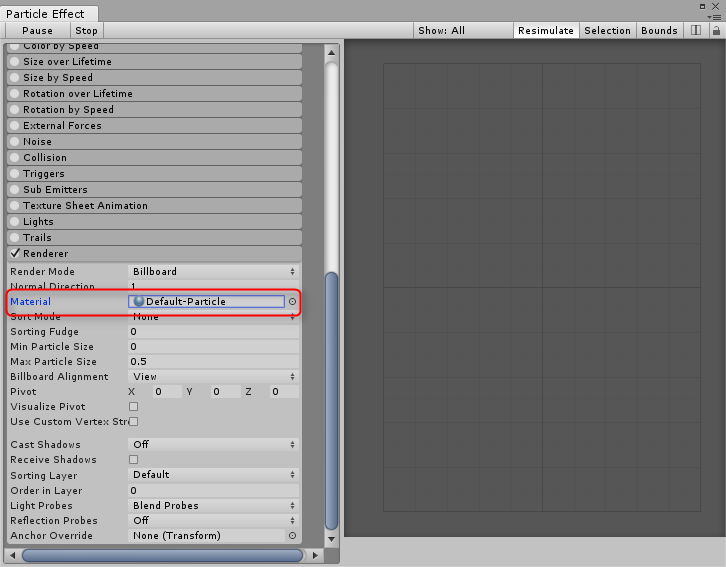 Particle Effect
Pause Stop Show: All Resimulate Selection Bounds
Color by Speed
Size over Lifetime
Size by Speed
Rotation over Lifetime
Rotation by Speed
External Forces
Noise
Collision
Triggers
Sub Emitters
Texture Sheet Animation
Lights
Trails
Renderer
Render Mode Billboard
Normal Direction 1
Material Default-Particle
Sort Mode None
Sorting Fudge 0
Min Particle Size 0
Max Particle Size 0.5
Billboard Alignment View
Pivot X 0 Y 0 Z 0
Visualize Pivot
Use Custom Vertex Stre
Cast Shadows Off
Receive Shadows
Sorting Layer Default
Order in Layer 0
Light Probes Blend Probes
Reflection Probes Off
Anchor Override None (Transform)